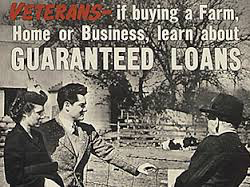 VETERANS- if buying a Farm,
Home or Business, learn about
GUARANTEED LOANS